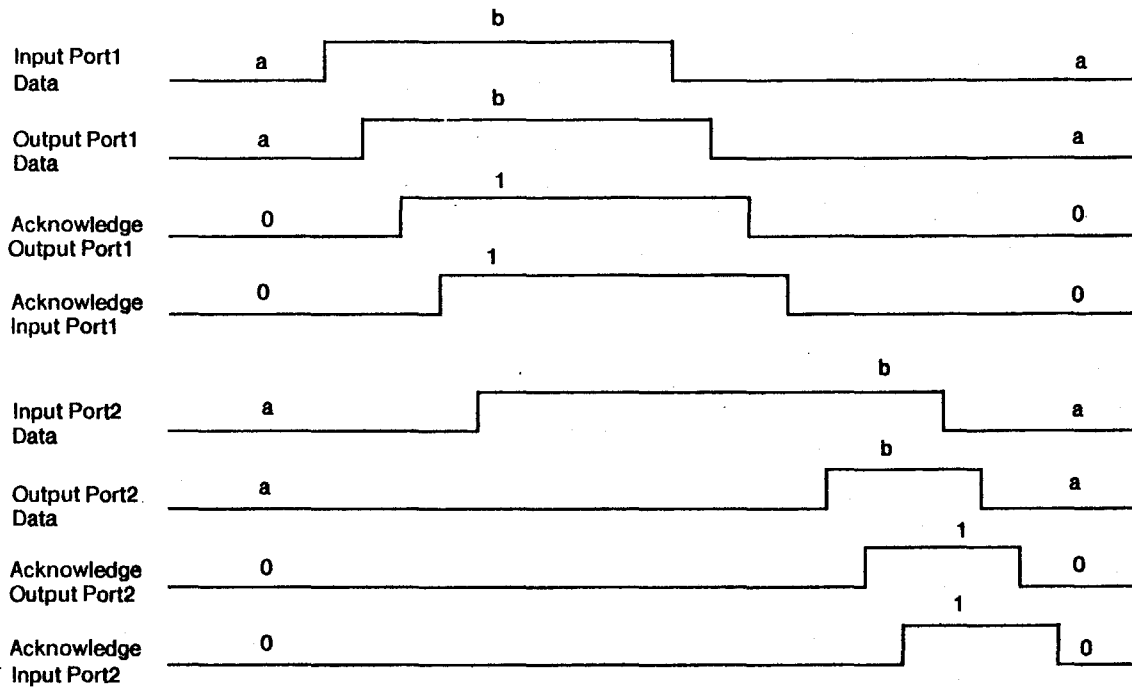 b
Input Port1
Data
a
a
b
Output Port1
Data
a
a
1
Acknowledge
Output Port1
0
0
1
Acknowledge
Input Port1
0
0
b
Input Port2
Data
a
a
b
Output Port2
Data
a
a
1
Acknowledge
Output Port2
0
0
1
Acknowledge
Input Port2
0
0